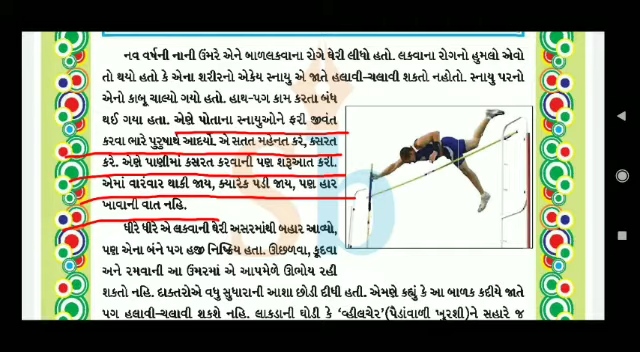 નવ વર્ષની નાની ઉંમરે એને બાળલકવાના રોગે ઘેરી લીધો હતો. લકવાના રોગનો હુમલો એવો
તો થયો હતો કે એના શરીરનો એકેય સ્નાયુ એ જાતે હલાવી-ચલાવી શકતો નહોતો. સ્નાયુ પરનો
એનો કાબૂ ચાલ્યો ગયો હતો. હાથ-પગ કામ કરતા બંધ
થઈ ગયા હતા. એણે પોતાના સ્નાયુઓને ફરી જીવંત
કરવા ભારે પુરુષાર્થ આદર્યો. એ સતત મહેનત કરે, કસરત
કરે. એણે પાણીમાં કસરત કરવાની પણ શરૂઆત કરી.
એમાં વારંવાર થાકી જાય, ક્યારેક પડી જાય, પણ હાર
ખાવાની વાત નહિ.
ધીરે ધીરે એ લકવાની ઘેરી અસરમાંથી બહાર આવ્યો,
પણ એના બંને પગ હજી નિષ્ક્રિય હતા. ઊછળવા, કૂદવા
અને રમવાની આ ઉંમરમાં એ આપમેળે ઊભોય રહી
શકતો નહિ. દાક્તરોએ વધુ સુધારાની આશા છોડી દીધી હતી. એમણે કહ્યું કે આ બાળક કદીયે જાતે
પગ હલાવી-ચલાવી શકશે નહિ. લાકડાની ઘોડી કે 'વ્હીલચેર'(પૈડાંવાળી ખુરશી)ને સહારે જ